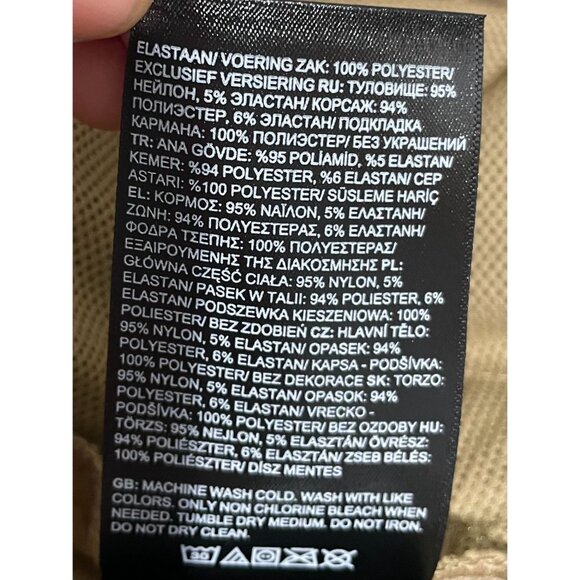 ELASTAAN/ VOERING ZAK: 100% POLYESTER/
EXCLUSIEF VERSIERING RU: ТУЛОВИЩЕ: 95%
НЕЙЛОН, 5% ЭЛАСТАН/ КОРСАЖ: 94%
ПОЛИЭСТЕР, 6% ЭЛАСТАН/ ПОДКЛАДКА
КАРМАНА: 100% ПОЛИЭСТЕР/ БЕЗ УКРАШЕНИЙ
TR: ANA GÖVDE: %95 POLİAMİD, %5 ELASTAN/
KEMER: %94 POLYESTER, %6 ELASTAN/ CEP
ASTARI: %100 POLYESTER/ SÜSLEME HARİÇ
EL: ΚΟΡΜΟΣ: 95% ΝΑΪΛΟΝ, 5% ΕΛΑΣΤΑΝΗ/
ΖΩΝΗ: 94% ΠΟΛΥΕΣΤΕΡΑΣ, 6% ΕΛΑΣΤΑΝΗ/
ΦΟΔΡΑ ΤΣΕΠΗΣ: 100% ΠΟΛΥΕΣΤΕΡΑΣ/
ΕΞΑΙΡΟΥΜΕΝΗΣ ΤΗΣ ΔΙΑΚΟΣΜΗΣΗΣ PL:
GŁÓWNA CZĘŚĆ CIAŁA: 95% NYLON, 5%
ELASTAN/ PASEK W TALII: 94% POLIESTER, 6%
ELASTAN/ PODSZEWKA KIESZENIOWA: 100%
POLIESTER/ BEZ ZDOBIEŃ CZ: HLAVNÍ TĚLO:
95% NYLON, 5% ELASTAN/ OPASEK: 94%
POLYESTER, 6% ELASTAN/ KAPSA - PODŠÍVKA:
100% POLYESTER/ BEZ DEKORACE SK: TORZO:
95% NYLON, 5% ELASTAN/ OPASOK: 94%
POLYESTER, 6% ELASTAN/ VRECKO -
PODŠÍVKA: 100% POLYESTER/ BEZ OZDOBY HU:
TÖRZS: 95% NEJLON, 5% ELASZTÁN/ ÖVRÉSZ:
94% POLIÉSZTER, 6% ELASZTÁN/ ZSEB BÉLÉS:
100% POLIÉSZTER/ DÍSZ MENTES
GB: MACHINE WASH COLD. WASH WITH LIKE
COLORS. ONLY NON CHLORINE BLEACH WHEN
NEEDED. TUMBLE DRY MEDIUM. DO NOT IRON.
DO NOT DRY CLEAN.
30